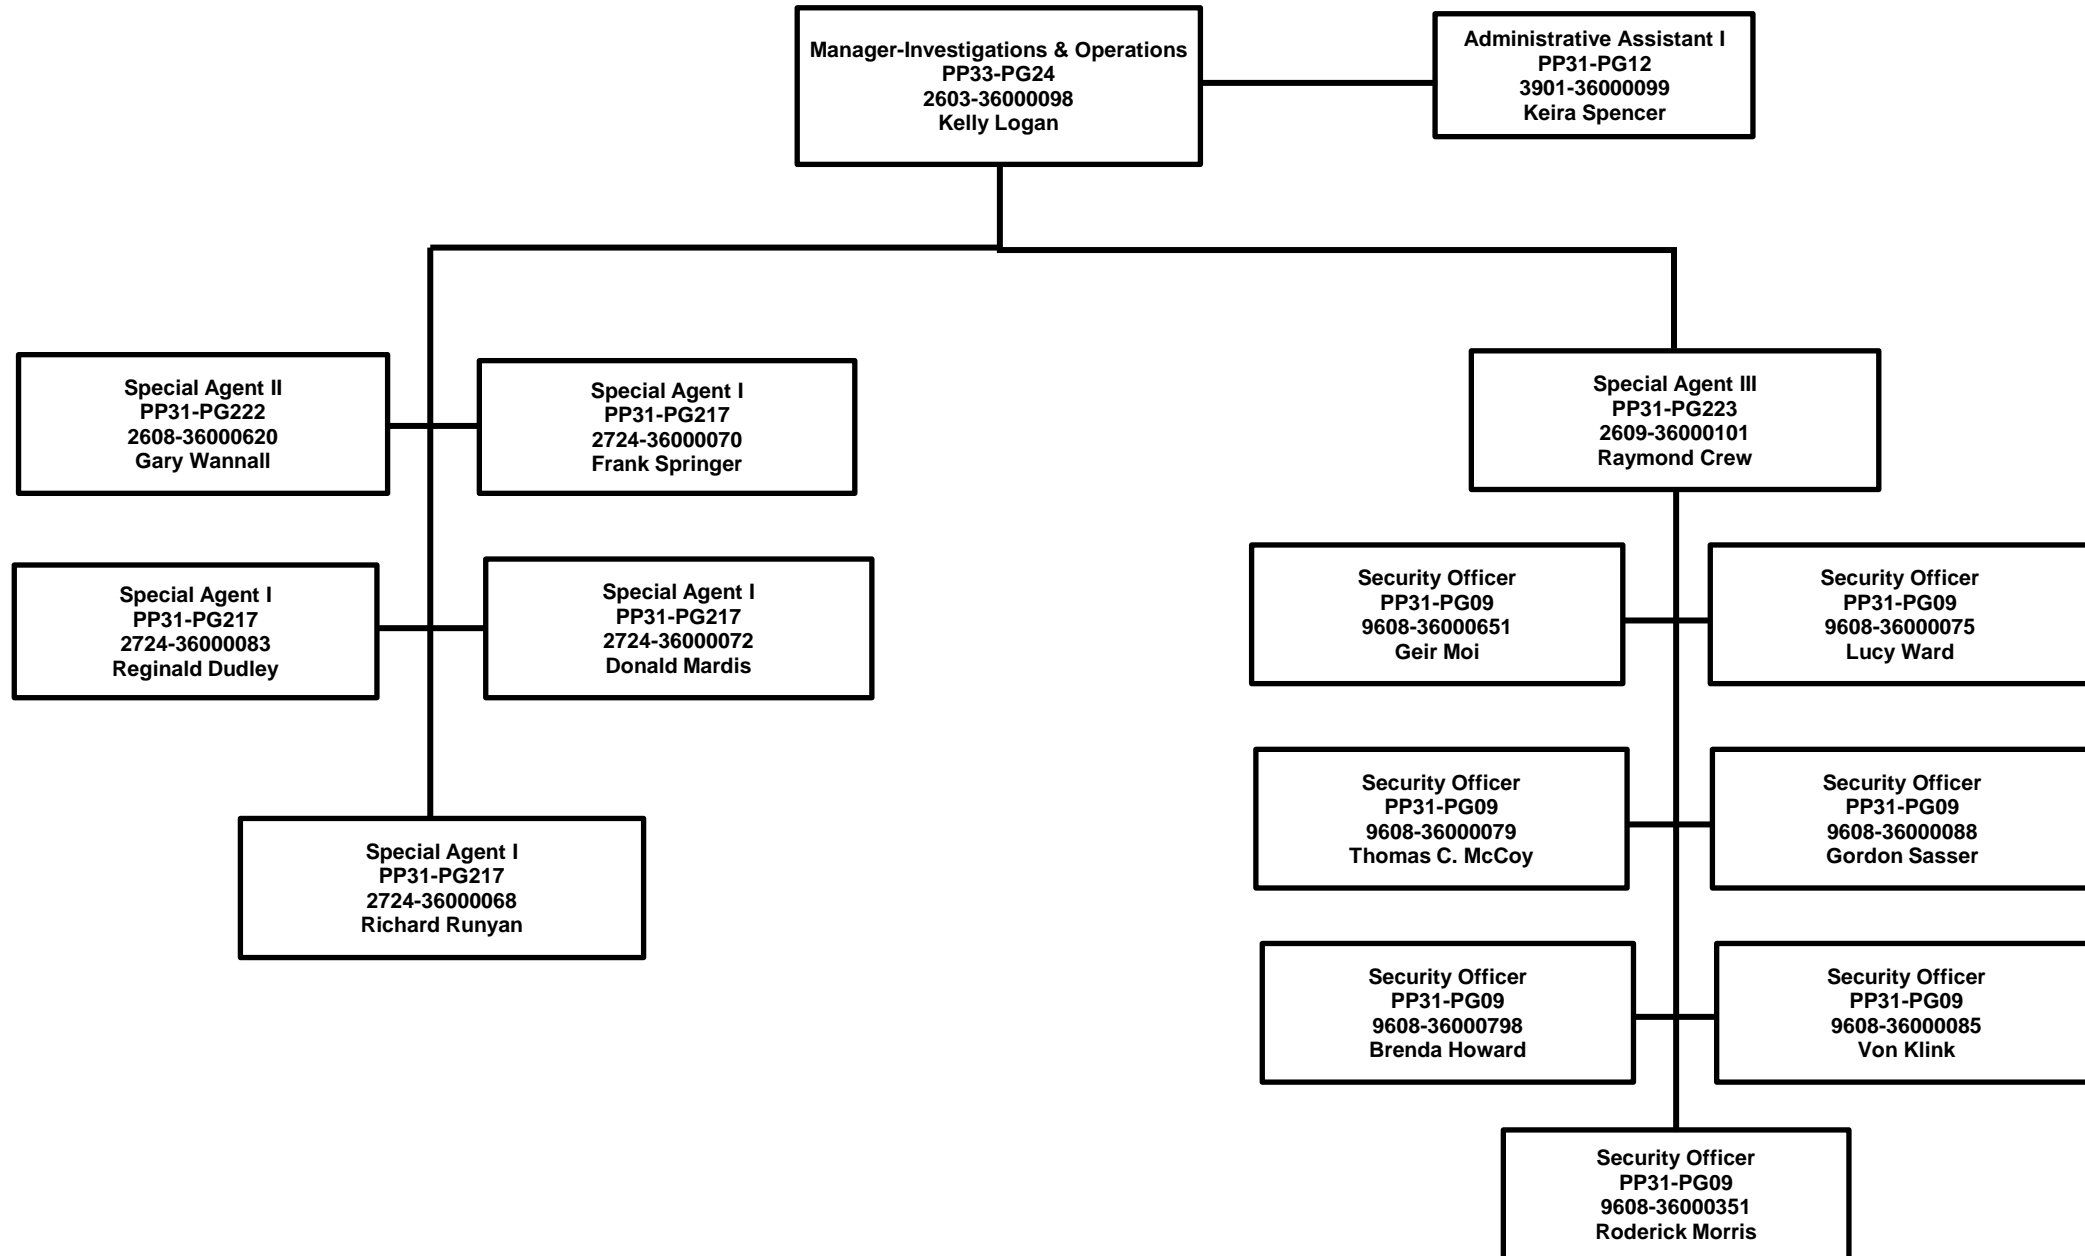 Manager-Investigations & Operations
PP33-PG24
2603-36000098
Kelly Logan
Administrative Assistant I
PP31-PG12
3901-36000099
Keira Spencer
Special Agent II
PP31-PG222
2608-36000620
Gary Wannall
Special Agent I
PP31-PG217
2724-36000070
Frank Springer
Special Agent III
PP31-PG223
2609-36000101
Raymond Crew
Special Agent I
PP31-PG217
2724-36000083
Reginald Dudley
Special Agent I
PP31-PG217
2724-36000072
Donald Mardis
Security Officer
PP31-PG09
9608-36000651
Geir Moi
Security Officer
PP31-PG09
9608-36000075
Lucy Ward
Special Agent I
PP31-PG217
2724-36000068
Richard Runyan
Security Officer
PP31-PG09
9608-36000079
Thomas C. McCoy
Security Officer
PP31-PG09
9608-36000088
Gordon Sasser
Security Officer
PP31-PG09
9608-36000798
Brenda Howard
Security Officer
PP31-PG09
9608-36000085
Von Klink
Security Officer
PP31-PG09
9608-36000351
Roderick Morris